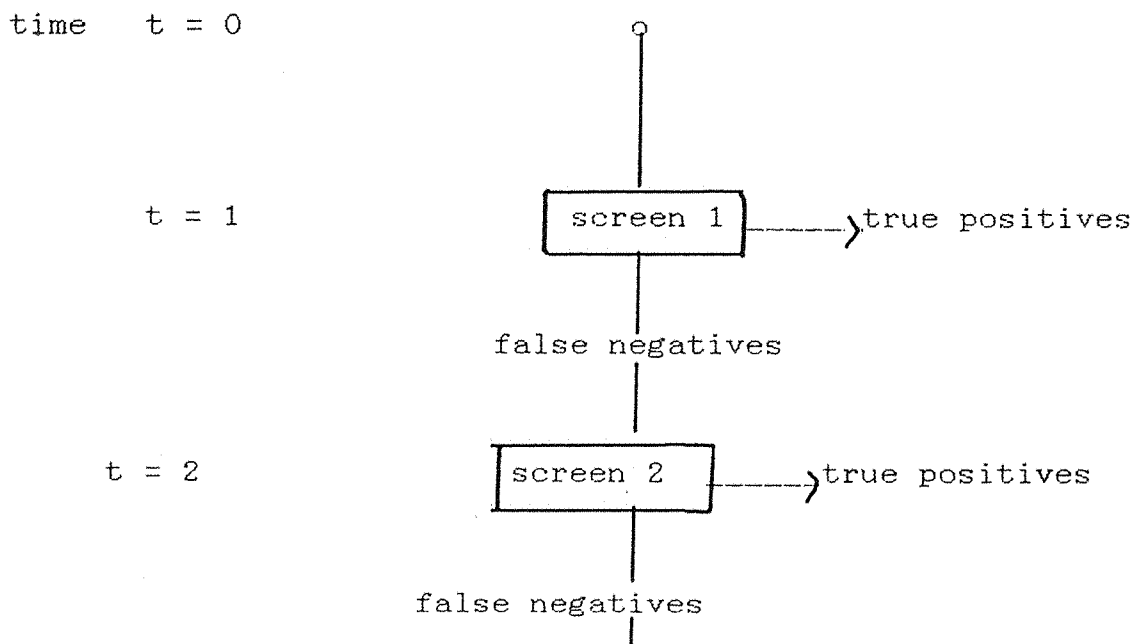 time t = 0
t = 1 screen 1 true positives
false negatives
t = 2 screen 2 true positives
false negatives